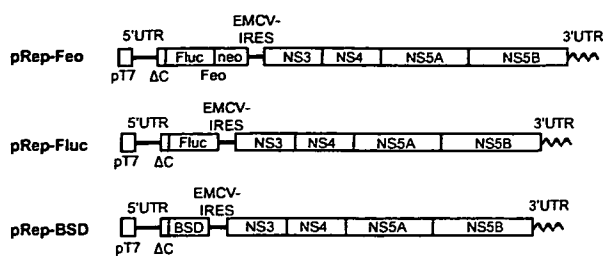 EMCV-
5'UTR IRES 3'UTR
pRep-Feo Fluc neo NS3 NS4 NS5A NS5B
pT7 ΔC Feo
EMCV-
5'UTR IRES 3'UTR
pRep-Fluc Fluc NS3 NS4 NS5A NS5B
pT7 ΔC
EMCV-
5'UTR IRES 3'UTR
pRep-BSD BSD NS3 NS4 NS5A NS5B
pT7 ΔC